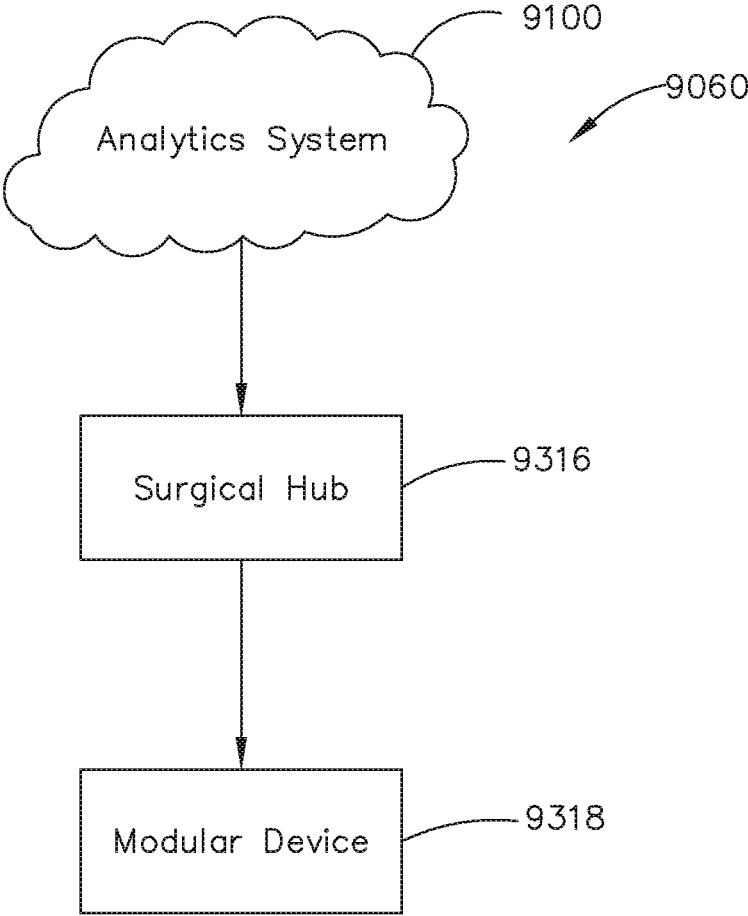 9100
9060
Analytics System
9316
Surgical Hub
9318
Modular Device